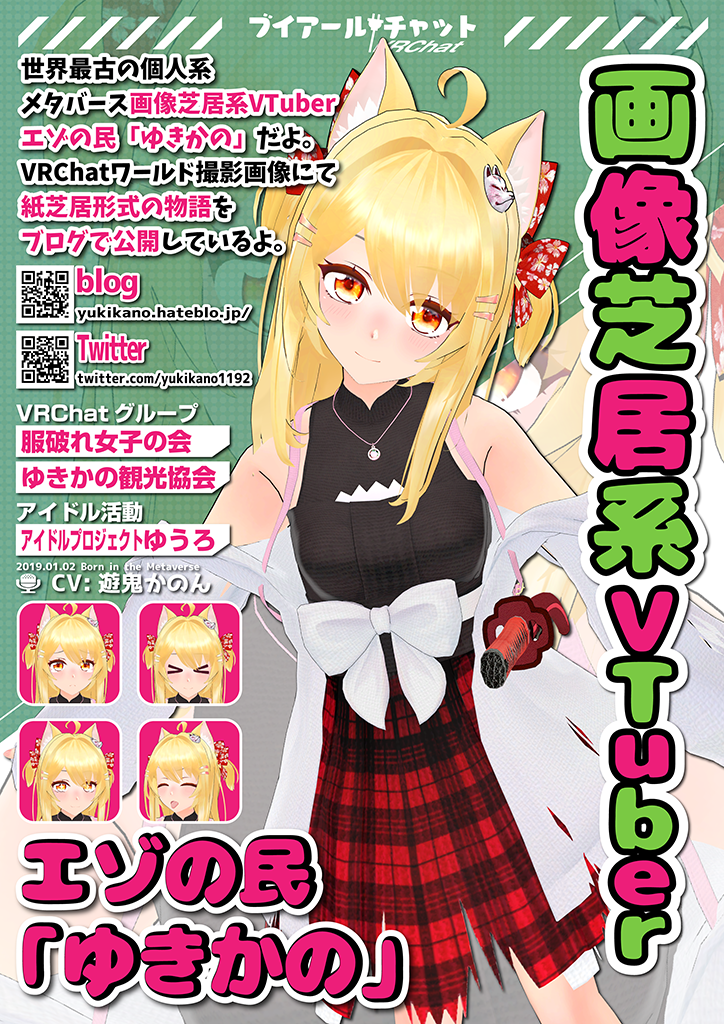 ブイアールチャット
VRChat
世界最古の個人系
メタバース画像芝居系VTuber
エゾの民「ゆきかの」だよ。
VRChatワールド撮影画像にて
紙芝居形式の物語を
ブログで公開しているよ。
blog
yukikano.hateblo.jp/
Twitter
twitter.com/yukikano1192
VRChat グループ
服破れ女子の会
ゆきかの観光協会
アイドル活動
アイドルプロジェクトゆうろ
2019.01.02 Born in the Metaverse
CV: 遊鬼かのん
画像芝居系VTuber
エゾの民
「ゆきかの」